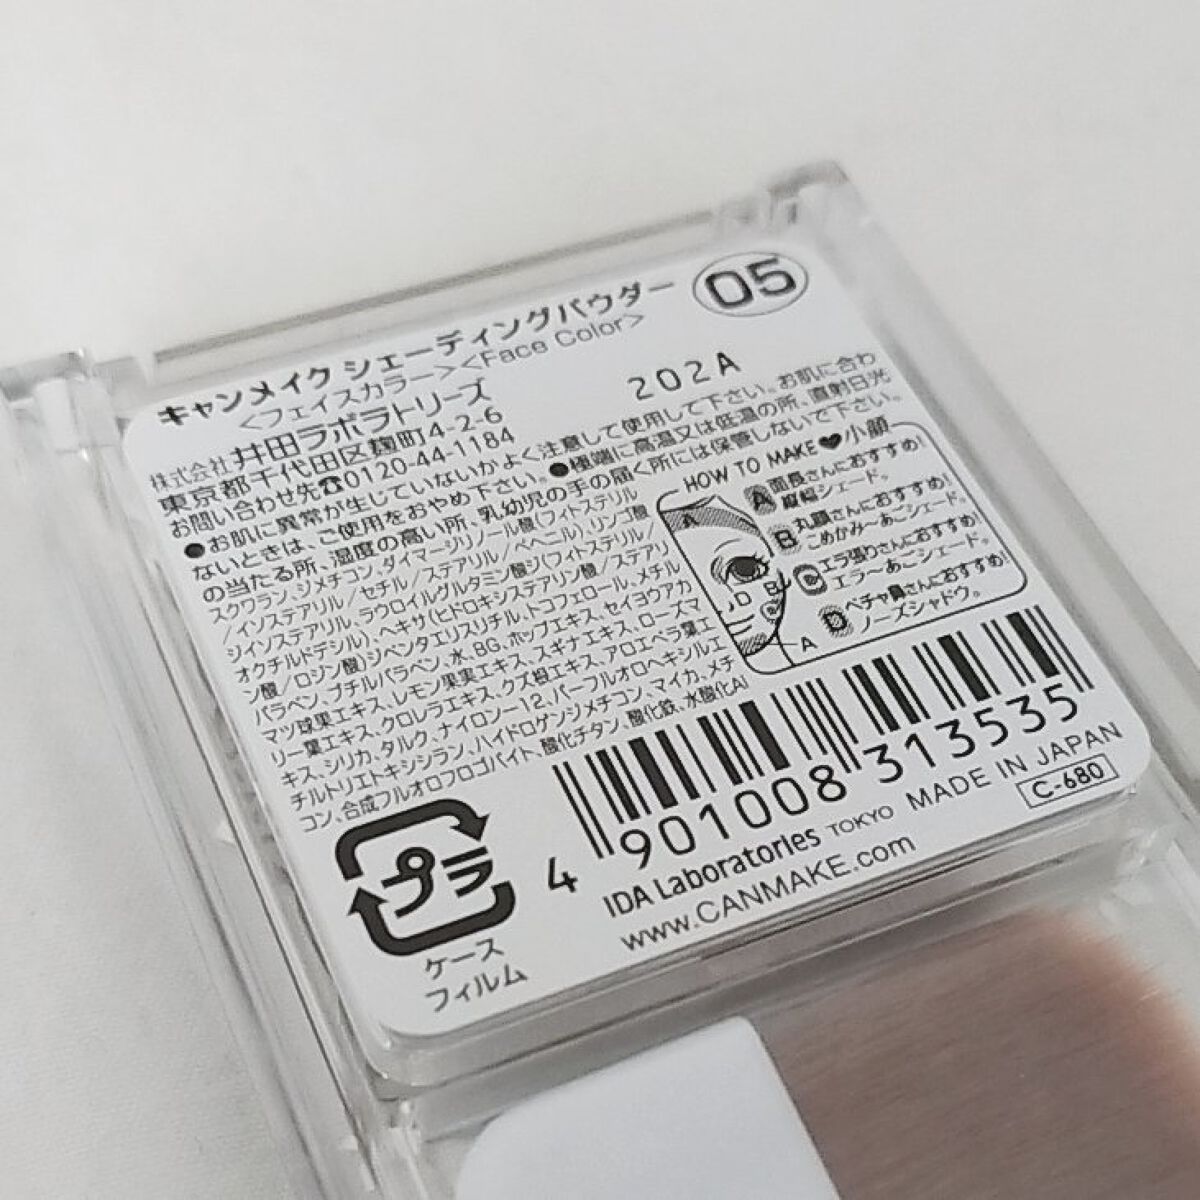 キャンメイク シェーディングパウダー
05
<フェイスカラー><Face Color>
株式会社 井田ラボラトリーズ
202A
東京都千代田区麹町4-2-6
お問い合わせ先☎0120-44-1184
●お肌に異常が生じていないかよく注意して使用して下さい。お肌に合わ
ないときは、ご使用をおやめ下さい。●極端に高温又は低温の所、直射日光
の当たる所、湿度の高い所、乳幼児の手の届く所には保管しないで下さい。
スクワラン、ジメチコン、ダイマージリノール酸(フィトステリル
/イソステアリル/セチル/ステアリル/ベヘニル)、リンゴ酸
ジイソステアリル、ラウロイルグルタミン酸ジ(フィトステリル/
オクチルドデシル)、ヘキサ(ヒドロキシステアリン酸/ステアリ
ン酸/ロジン酸)ジペンタエリスリチル、トコフェロール、メチル
パラベン、ブチルパラベン、水、BG、ホップエキス、セイヨウアカ
マツ球果エキス、レモン果実エキス、スギナエキス、ローズマ
リー葉エキス、クロレラエキス、クズ根エキス、アロエベラ葉エ
キス、シリカ、タルク、ナイロン-12、パーフルオロヘキシルエ
チルトリエトキシシラン、ハイドロゲンジメチコン、マイカ、メチ
コン、合成フルオロフロゴパイト、酸化チタン、酸化鉄、水酸化Al
HOW TO MAKE♥小顔
A 面長さんにおすすめ!
縦幅シェード。
B 丸顔さんにおすすめ!
こめかみ〜あごシェード。
C エラ張りさんにおすすめ!
エラ〜あごシェード。
D ペチャ鼻さんにおすすめ!
ノーズシャドウ。
A
D
B
C
A
4 901008 313535
プラ
ケース
フィルム
IDA Laboratories TOKYO MADE IN JAPAN
www.CANMAKE.com
C-680